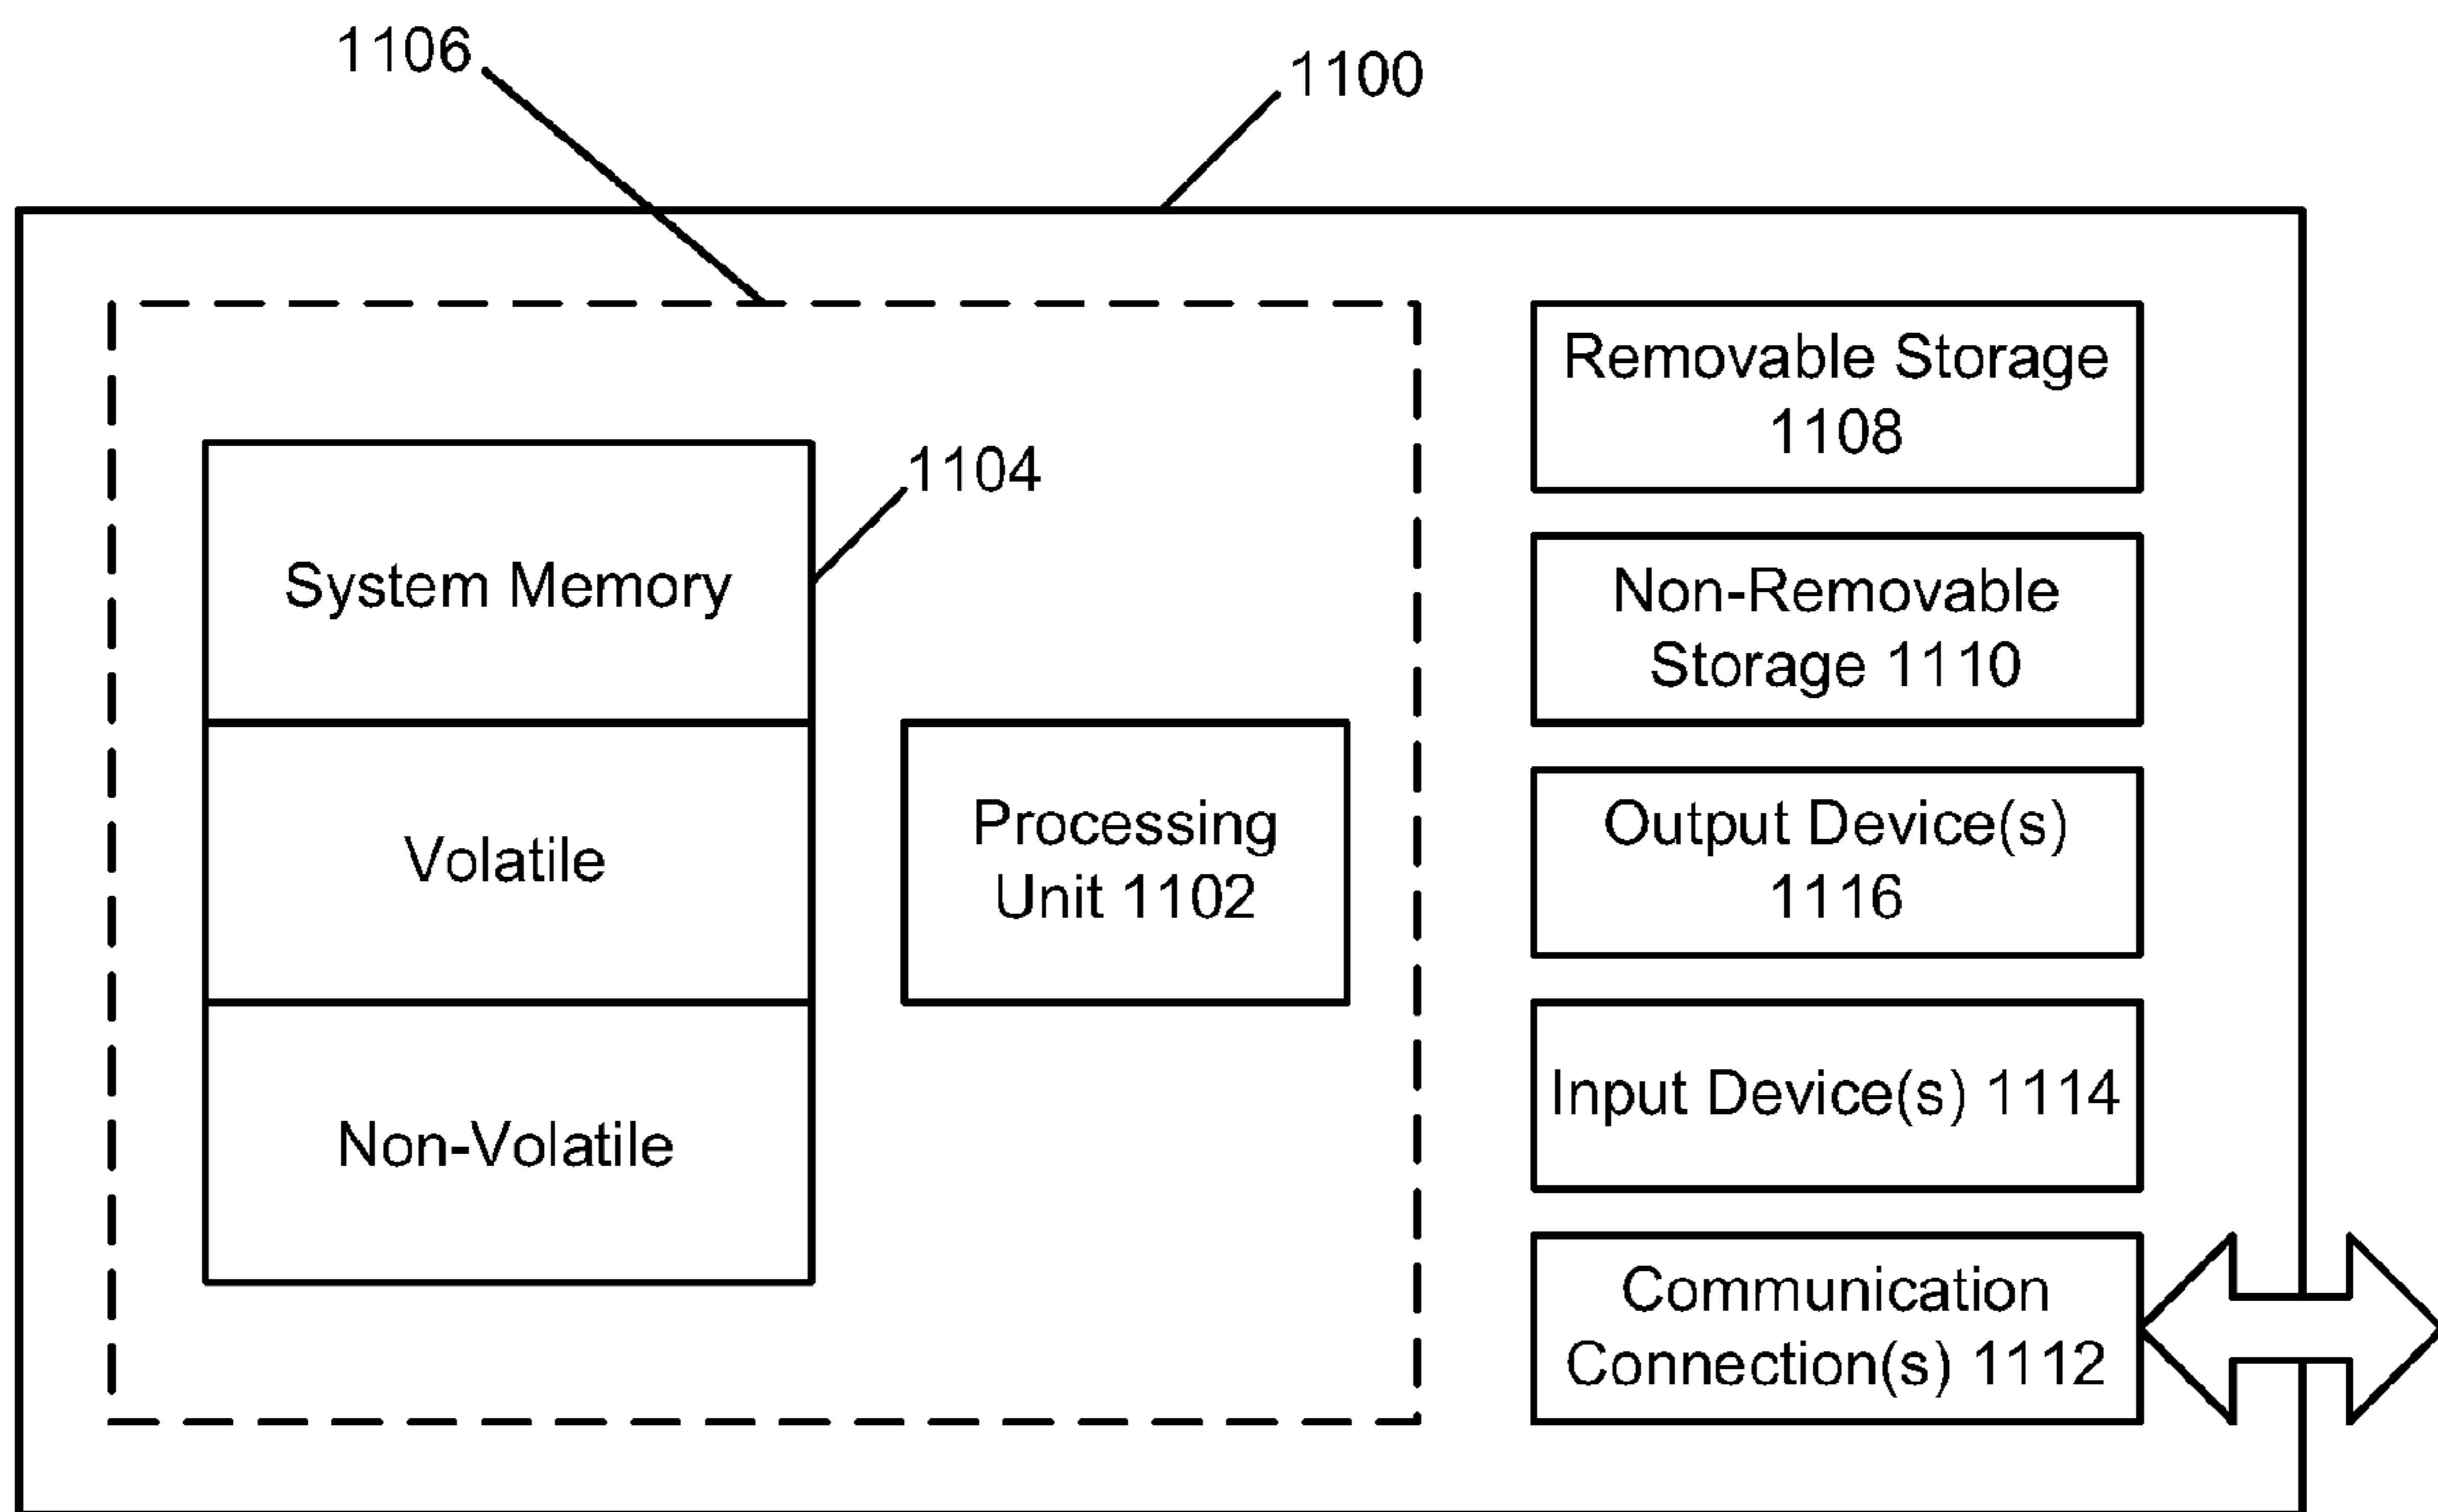 1106
1100
1104
System Memory
Volatile
Non-Volatile
Processing
Unit 1102
Removable Storage
1108
Non-Removable
Storage 1110
Output Device(s)
1116
Input Device(s) 1114
Communication
Connection(s) 1112